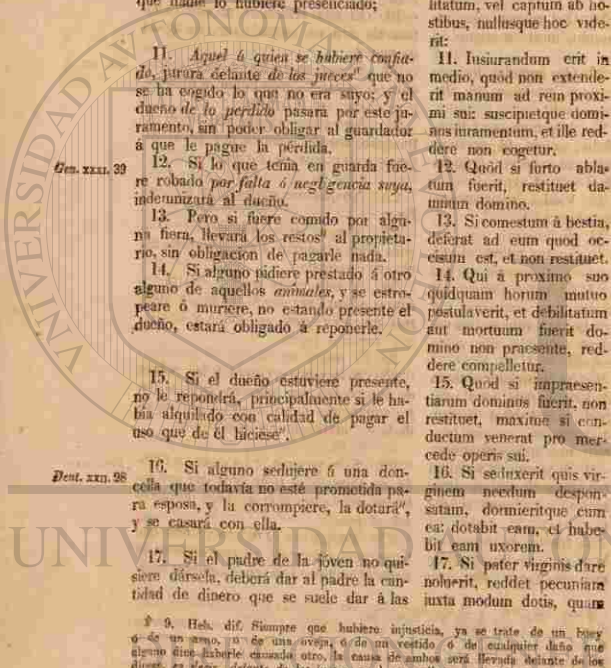 que nadie lo hubiere presenciado;
11. Aquel á quien se hubiere confiado, jurará delante de los jueces" que no
se ha cogido lo que no era suyo; y el
dueño de lo perdido pasará por este juramento, sin poder obligar al guardador
á que le pague la pérdida.
Gen. XXXI. 39
12. Si lo que tenia en guarda fuere robado por falta ó negligencia suya,
indemnizará al dueño.
13. Pero si fuere comido por alguna fiera, llevará los restos" al propietario, sin obligacion de pagarle nada.
14. Si alguno pidiere prestado á otro
alguno de aquellos animales, y se estropeare ó muriere, no estando presente el
dueño, estará obligado á reponerle.
15. Si el dueño estuviere presente,
no le repondrá, principalmente si le habia alquilado con calidad de pagar el
uso que de él hiciese".
Deut. XXII. 28
16. Si alguno sedujere á una doncella que todavía no esté prometida para esposa, y la corrompiere, la dotará",
y se casará con ella.
17. Si el padre de la jóven no quisiere dársela, deberá dar al padre la cantidad de dinero que se suele dar á las
litatum, vel captum ab hostibus, nullusque hoc viderit:
11. Iusiurandum erit in
medio, quòd non extenderit manum ad rem proximi sui: suscipietque dominus iuramentum, et ille reddere non cogetur.
12. Quòd si furto ablatum fuerit, restituet damnum domino.
13. Si comestum à bestia,
deferat ad eum quod occisum est, et non restituet.
14. Qui à proximo suo
quidquam horum mutuo
postulaverit, et debilitatum
aut mortuum fuerit domino non praesente, reddere compelletur.
15. Quod si impraesentiarum dominus fuerit, non
restituet, maxime si conductum venerat pro mercede operis sui.
16. Si seduxerit quis virginem necdum desponsatam, dormieritque cum
ea: dotabit eam, et habebit eam uxorem.
17. Si pater virginis dare
noluerit, reddet pecuniam
iuxta modum dotis, quam
℣ 9. Heb. dif. Siempre que hubiere injusticia, ya se trate de un buey
ó de un asno, ó de una oveja, ó de un vestido ó de cualquier daño que
alguno dice haberle causado otro, la causa de ambos será llevada delante de los
UNIVERSIDAD AUTÓNOM